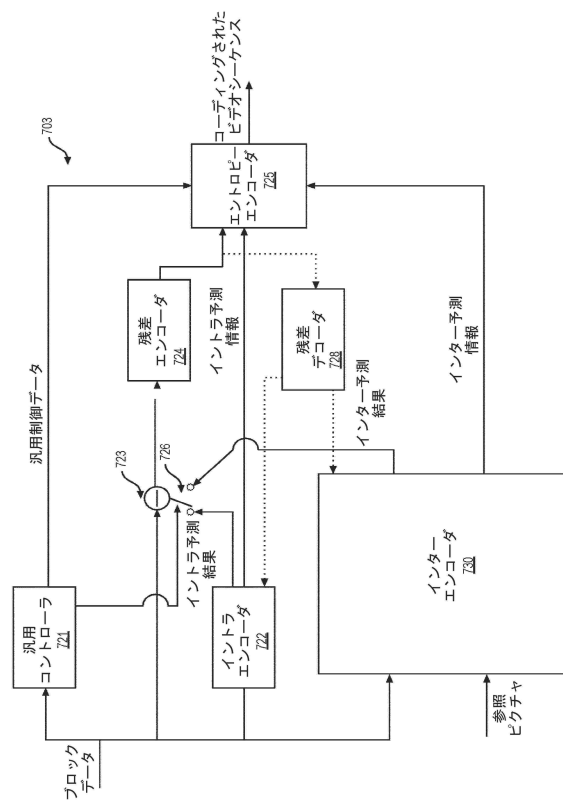 703
汎用制御データ
コーディングされた
ビデオシーケンス
エントロピー
エンコーダ
725
残差
エンコーダ
724
イントラ予測
情報
残差
デコーダ
728
インター予測
結果
インター予測
情報
723
726
イントラ予測
結果
汎用
コントローラ
721
イントラ
エンコーダ
722
インター
エンコーダ
730
ブロック
データ
参照
ピクチャ